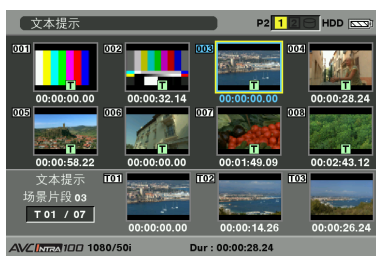 文本提示 P2 1 2 HDD
001 002 003 004
T T T T
00:00:00.00 00:00:32.14 00:00:00.00 00:00:28.24
005 006 007 008
T T T T
00:00:58.22 00:00:00.00 00:01:49.09 00:02:43.12
文本提示 T01 T02 T03
场景片段 03
T 01 / 07
00:00:00.00 00:00:14.26 00:00:26.24
AVC INTRA 100 1080/50i Dur : 00:00:28.24